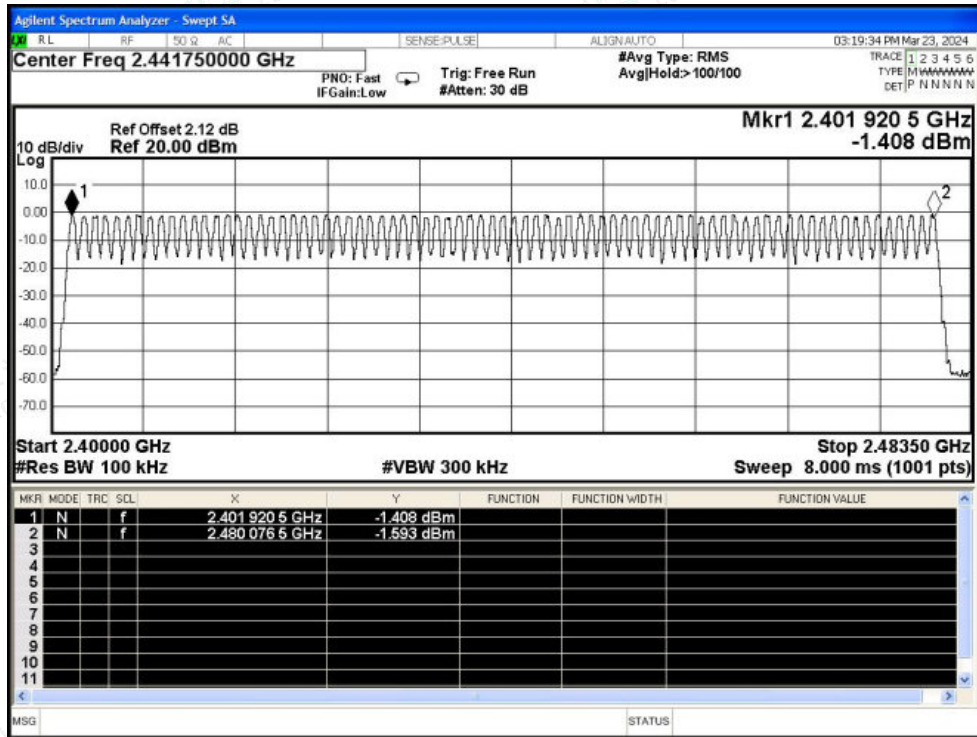 Agilent Spectrum Analyzer - Swept SA
LXI RL RF 50 Ω AC SENSE:PULSE ALIGN AUTO 03:19:34 PM Mar 23, 2024
Center Freq 2.441750000 GHz #Avg Type: RMS TRACE 1 2 3 4 5 6
PNO: Fast Trig: Free Run Avg|Hold:>100/100 TYPE MWWWWW
IFGain:Low #Atten: 30 dB DET P N N N N N
Mkr1 2.401 920 5 GHz
Ref Offset 2.12 dB
10 dB/div Ref 20.00 dBm -1.408 dBm
Log
10.0
1
2
0.00
-10.0
-20.0
-30.0
-40.0
-50.0
-60.0
-70.0
Start 2.40000 GHz Stop 2.48350 GHz
#Res BW 100 kHz #VBW 300 kHz Sweep 8.000 ms (1001 pts)
MKR MODE TRC SCL X Y FUNCTION FUNCTION WIDTH FUNCTION VALUE
1 N f 2.401 920 5 GHz -1.408 dBm
2 N f 2.480 076 5 GHz -1.593 dBm
3
4
5
6
7
8
9
10
11
MSG STATUS